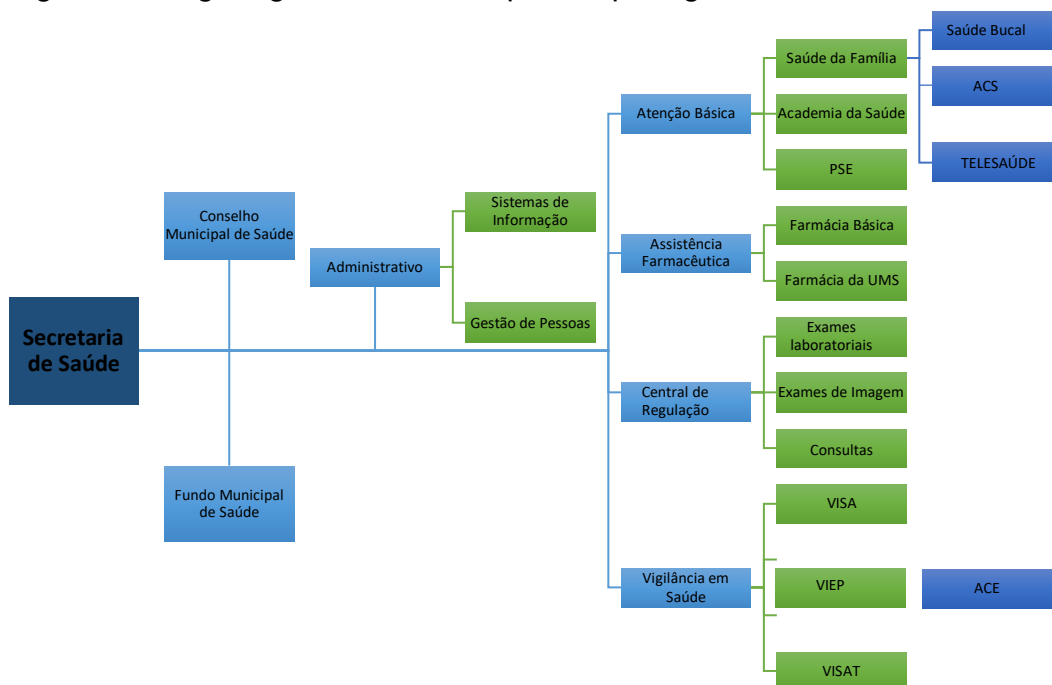 Secretaria
de Saúde
Conselho
Municipal de Saúde
Fundo Municipal
de Saúde
Administrativo
Sistemas de
Informação
Gestão de Pessoas
Atenção Básica
Saúde da Família
Saúde Bucal
ACS
TELESAÚDE
Academia da Saúde
PSE
Assistência
Farmacêutica
Farmácia Básica
Farmácia da UMS
Central de
Regulação
Exames
laboratoriais
Exames de Imagem
Consultas
Vigilância em
Saúde
VISA
VIEP
ACE
VISAT